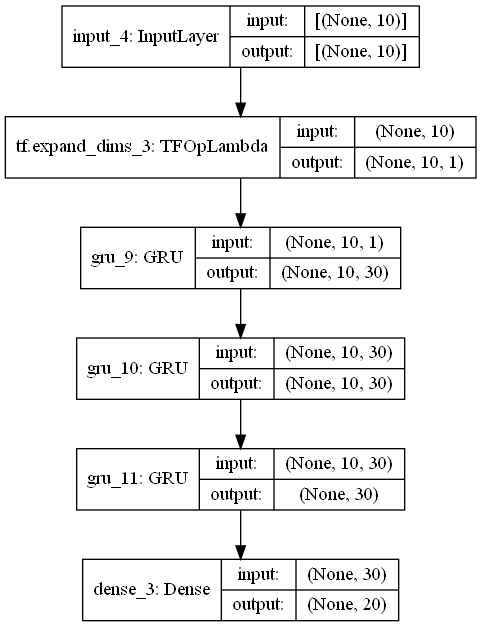 input_4: InputLayer input: [(None, 10)]
output: [(None, 10)]
tf.expand_dims_3: TFOpLambda input: (None, 10)
output: (None, 10, 1)
gru_9: GRU input: (None, 10, 1)
output: (None, 10, 30)
gru_10: GRU input: (None, 10, 30)
output: (None, 10, 30)
gru_11: GRU input: (None, 10, 30)
output: (None, 30)
dense_3: Dense input: (None, 30)
output: (None, 20)